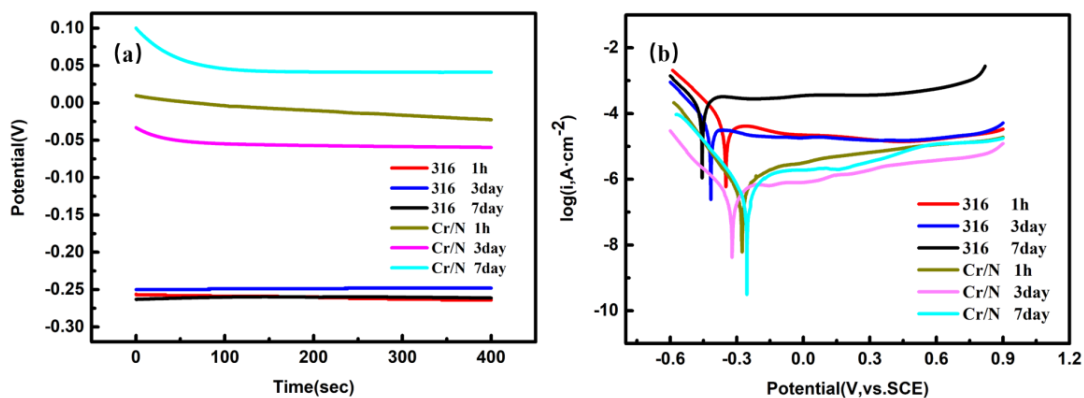 (a)
Potential(V)
0.10
0.05
0.00
-0.05
-0.10
-0.15
-0.20
-0.25
-0.30
316 1h
316 3day
316 7day
Cr/N 1h
Cr/N 3day
Cr/N 7day
0 100 200 300 400
Time(sec)
(b)
log(i,A·cm⁻²)
-2
-4
-6
-8
-10
316 1h
316 3day
316 7day
Cr/N 1h
Cr/N 3day
Cr/N 7day
-0.6 -0.3 0.0 0.3 0.6 0.9 1.2
Potential(V,vs.SCE)